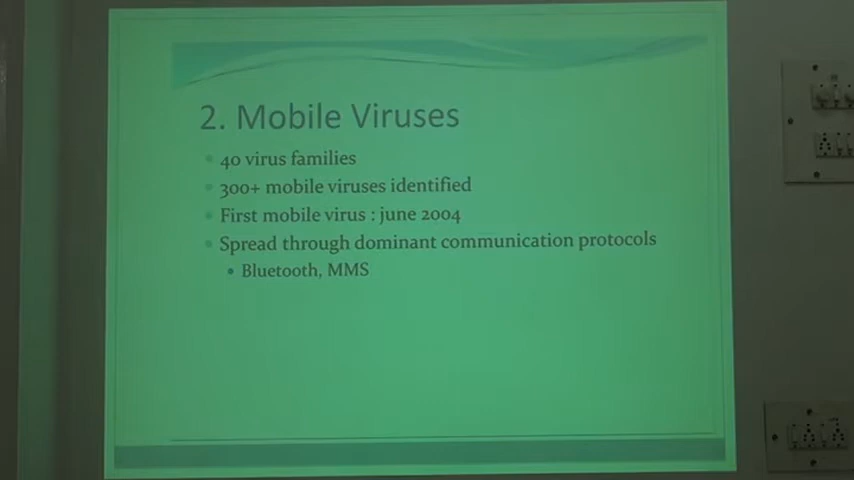 2. Mobile Viruses
40 virus families
300+ mobile viruses identified
First mobile virus : june 2004
Spread through dominant communication protocols
Bluetooth, MMS